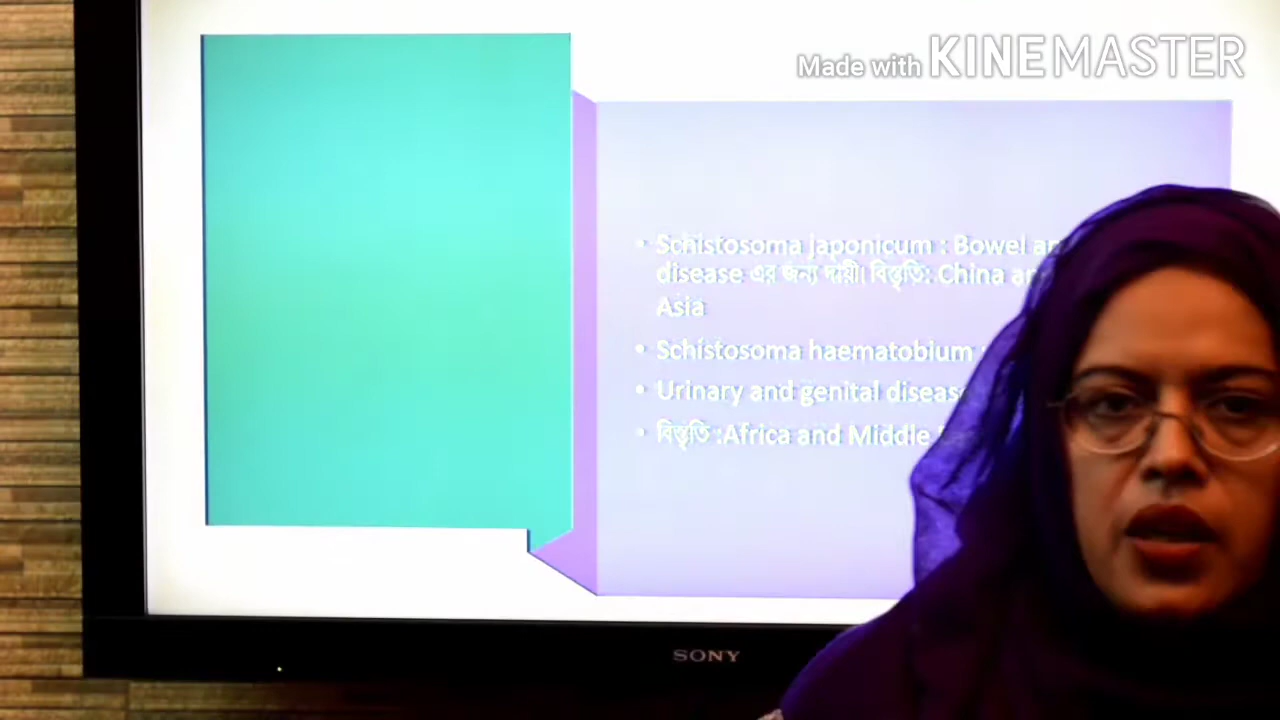 Made with KINEMASTER
• Schistosoma japonicum : Bowel
disease এর জন্য দায়ী। বিস্তৃতি: China
Asia
• Schistosoma haematobium
• Urinary and genital disease
• বিস্তৃতি :Africa and Middle
SONY